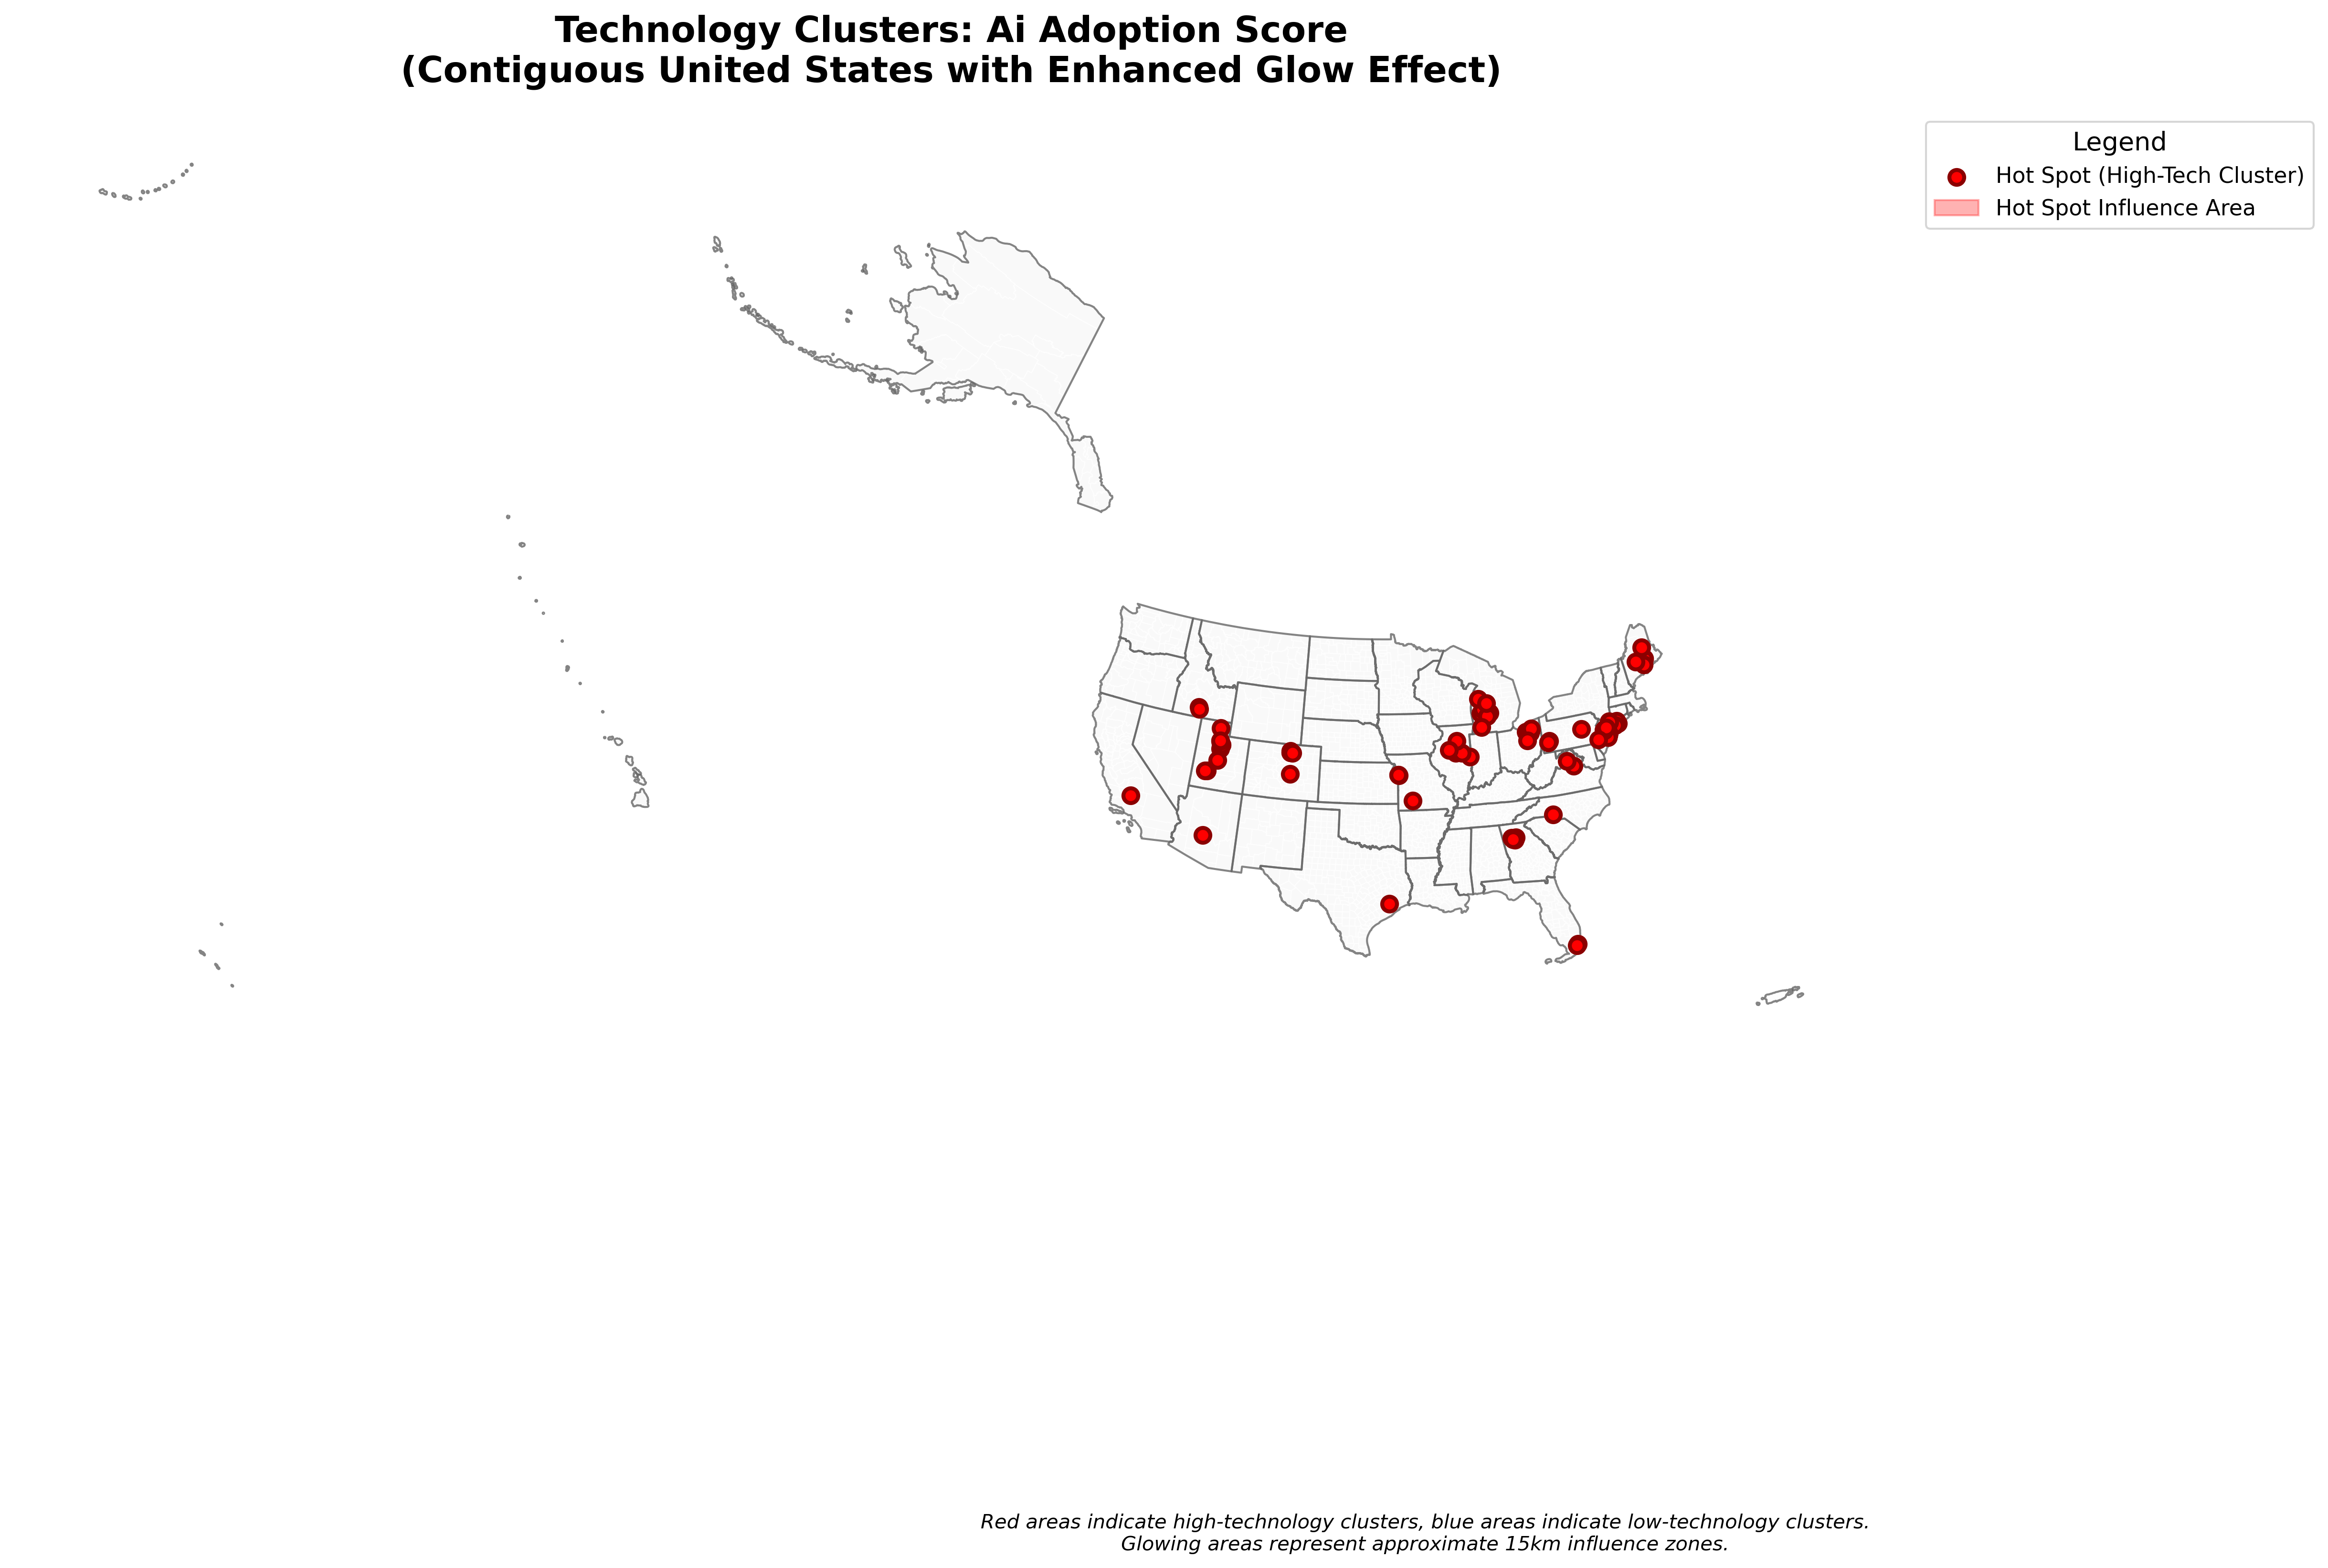 Technology Clusters: Ai Adoption Score
(Contiguous United States with Enhanced Glow Effect)
Legend
Hot Spot (High-Tech Cluster)
Hot Spot Influence Area
Red areas indicate high-technology clusters, blue areas indicate low-technology clusters.
Glowing areas represent approximate 15km influence zones.